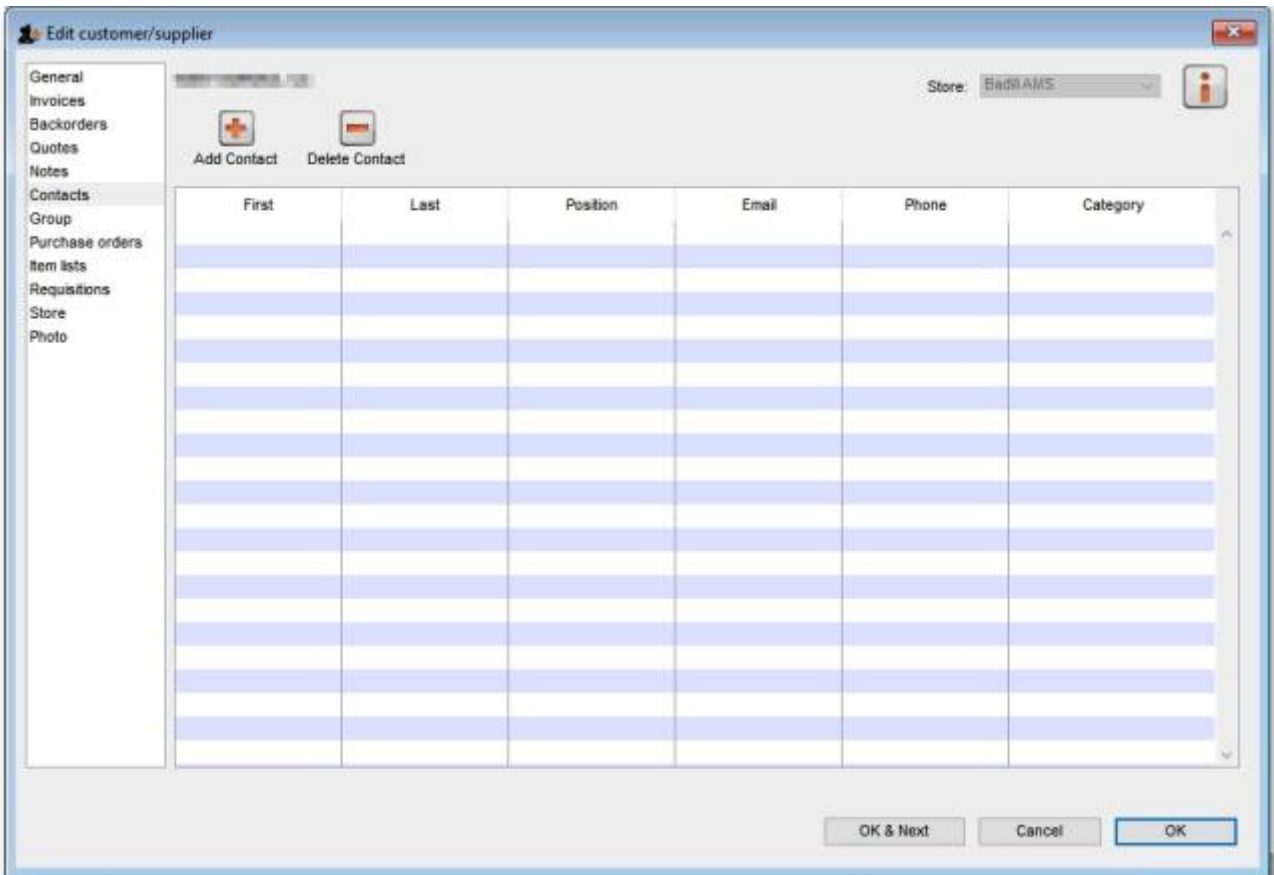 Edit customer/supplier
General
Invoices
Backorders
Quotes
Notes
Contacts
Group
Purchase orders
Item lists
Requisitions
Store
Photo
Store:
Add Contact
Delete Contact
First Last Position Email Phone Category
OK & Next Cancel OK